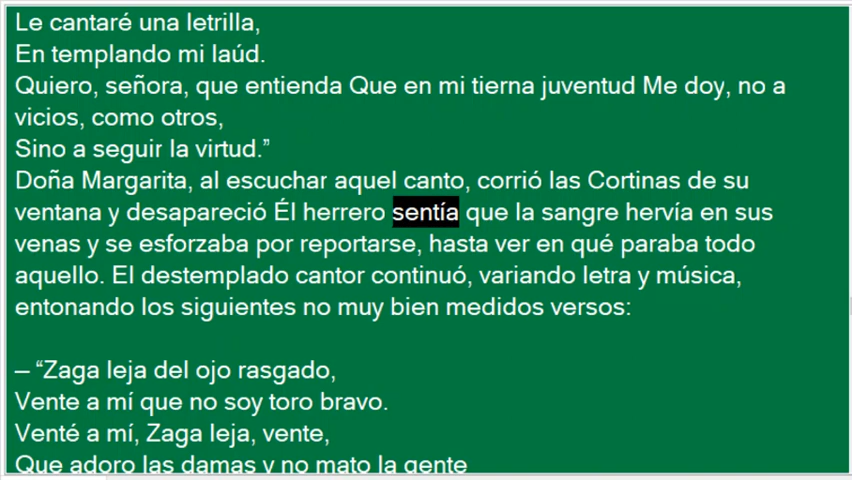 Le cantaré una letrilla,
En templando mi laúd.
Quiero, señora, que entienda Que en mi tierna juventud Me doy, no a
vicios, como otros,
Sino a seguir la virtud.”
Doña Margarita, al escuchar aquel canto, corrió las Cortinas de su
ventana y desapareció Él herrero sentía que la sangre hervía en sus
venas y se esforzaba por reportarse, hasta ver en qué paraba todo
aquello. El destemplado cantor continuó, variando letra y música,
entonando los siguientes no muy bien medidos versos:
– “Zaga leja del ojo rasgado,
Vente a mí que no soy toro bravo.
Venté a mí, Zaga leja, vente,
Que adoro las damas y no mato la gente